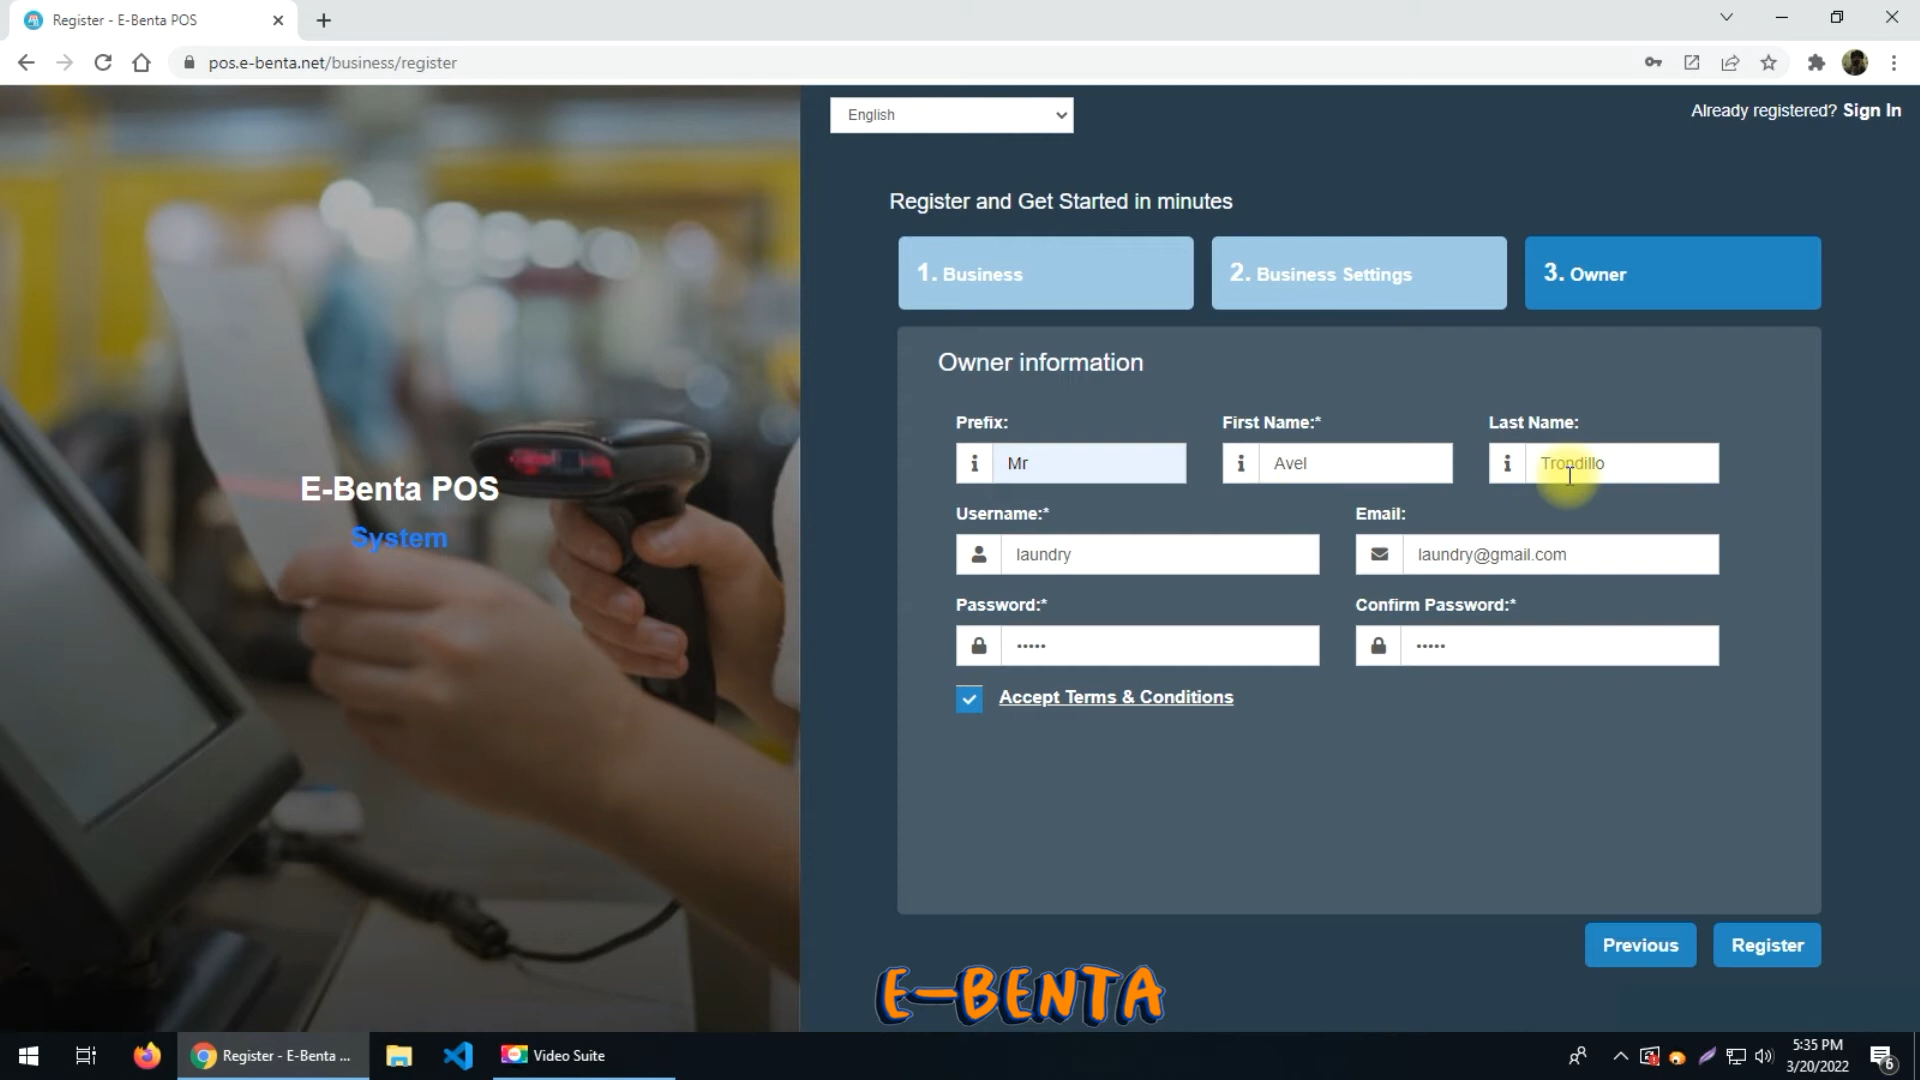 Register - E-Benta POS
pos.e-benta.net/business/register
English
Already registered? Sign In
Register and Get Started in minutes
1. Business
2. Business Settings
3. Owner
Owner information
Prefix:
First Name:*
Last Name:
Mr
Avel
Trondillo
E-Benta POS
System
Username:*
Email:
laundry
laundry@gmail.com
Password:*
Confirm Password:*
•••••
•••••
Accept Terms & Conditions
Previous
Register
E-BENTA
Register - E-Benta ...
Video Suite
5:35 PM
3/20/2022
6